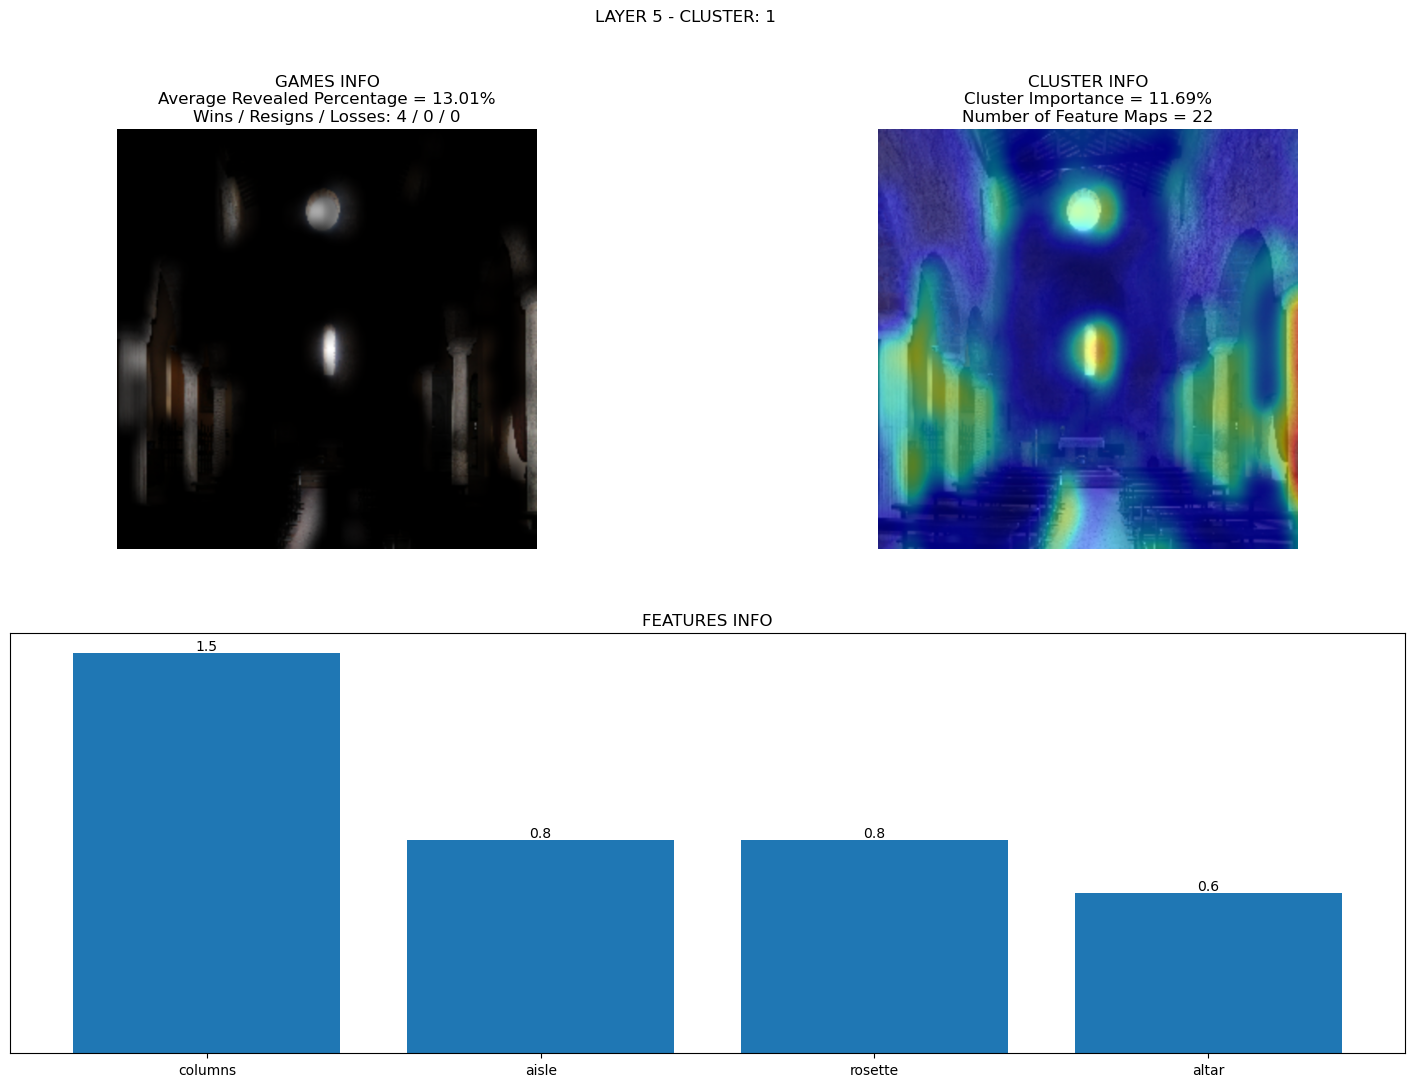 LAYER 5 - CLUSTER: 1
GAMES INFO
Average Revealed Percentage = 13.01%
Wins / Resigns / Losses: 4 / 0 / 0
CLUSTER INFO
Cluster Importance = 11.69%
Number of Feature Maps = 22
FEATURES INFO
1.5
0.8
0.8
0.6
columns
aisle
rosette
altar